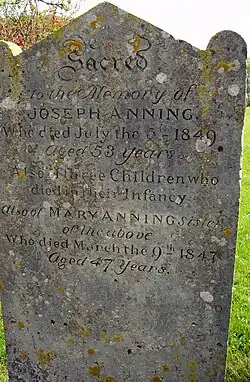 Sacred
to the Memory of
JOSEPH ANNING.
Who died July the 5th 1849
Aged 53 Years
Also three Children who
died in their Infancy
Also of MARY ANNING, sister
of the above
Who died March the 9th 1847
Aged 47 Years.